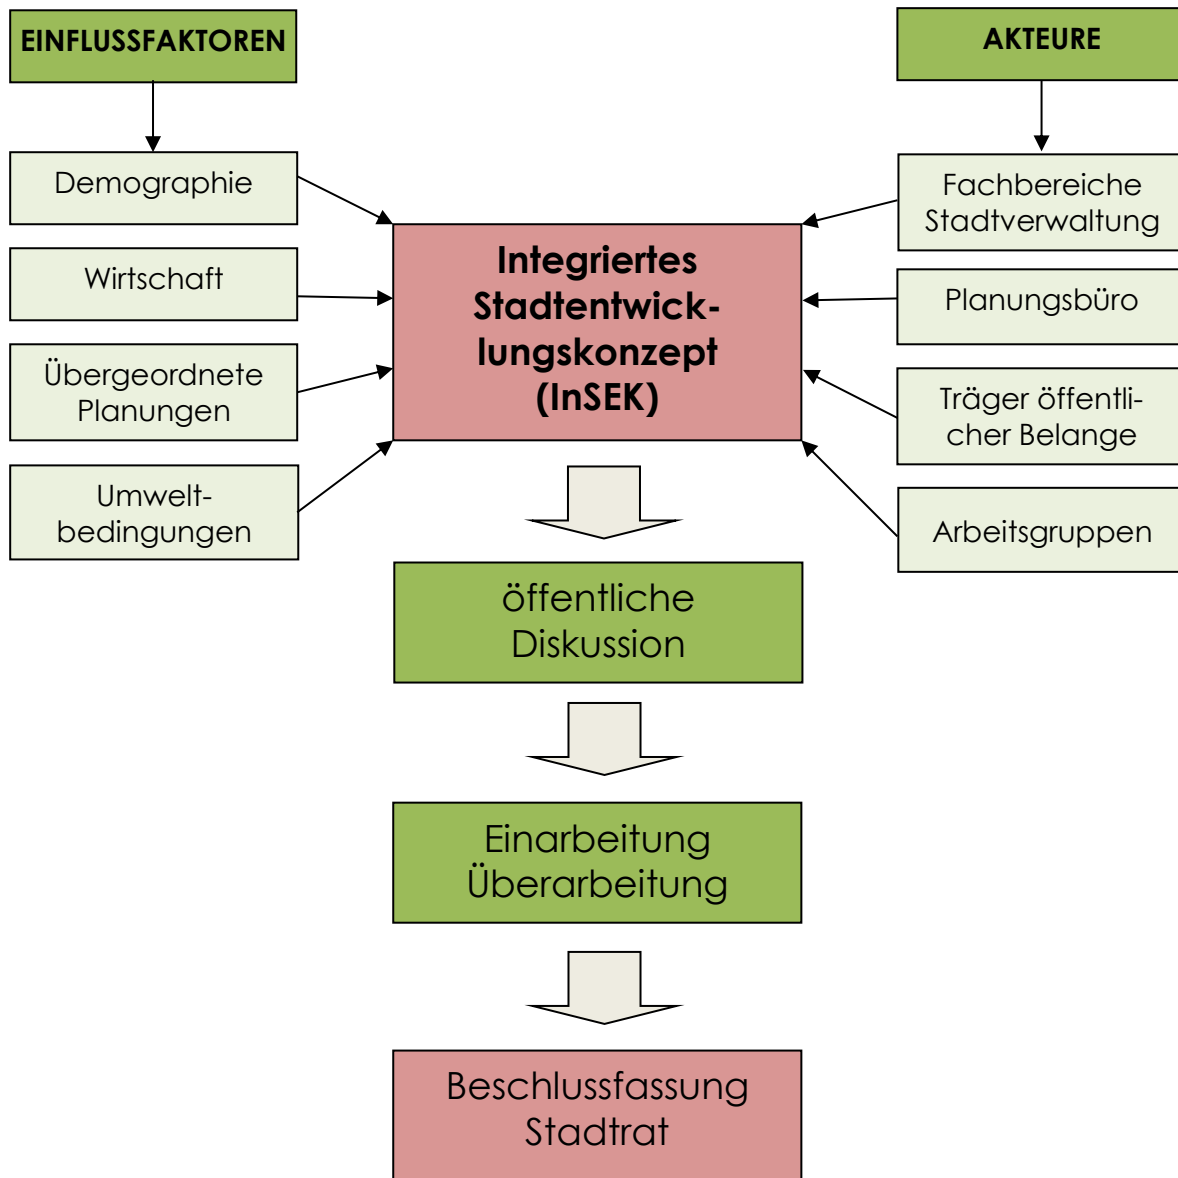 EINFLUSSFAKTOREN
Demographie
Wirtschaft
Übergeordnete
Planungen
Umwelt-
bedingungen
AKTEURE
Fachbereiche
Stadtverwaltung
Planungsbüro
Träger öffentli-
cher Belange
Arbeitsgruppen
Integriertes
Stadtentwick-
lungskonzept
(InSEK)
öffentliche
Diskussion
Einarbeitung
Überarbeitung
Beschlussfassung
Stadtrat